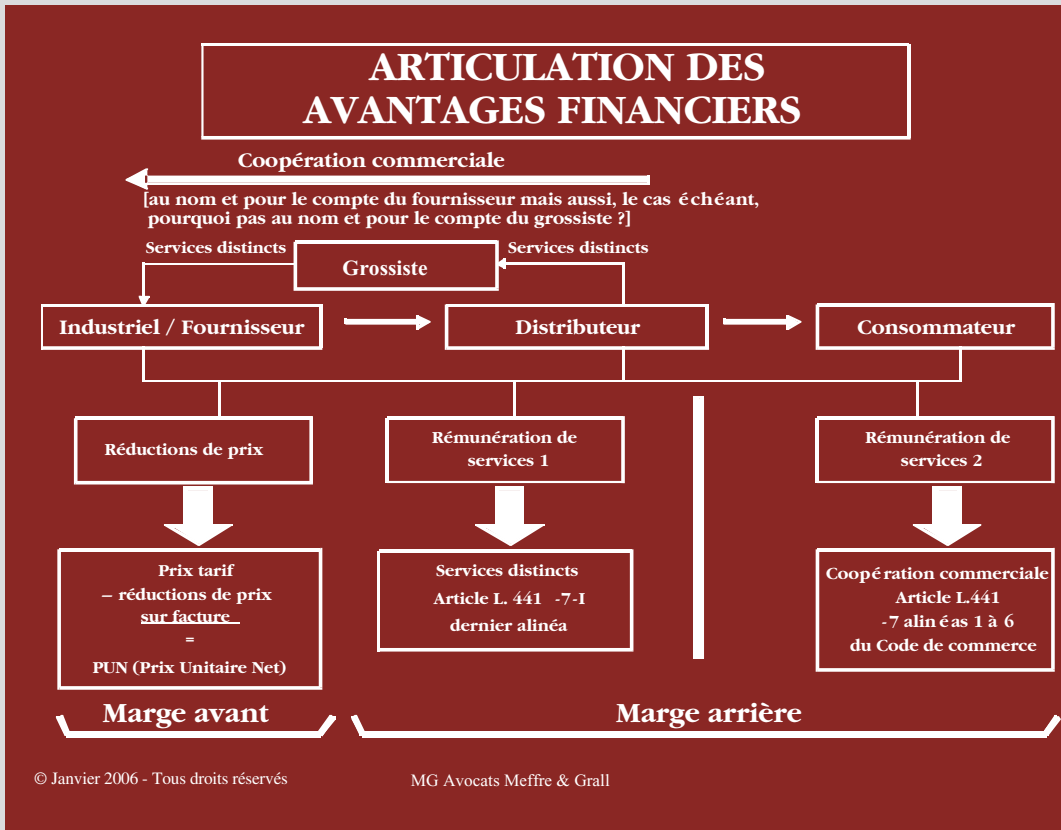 ARTICULATION DES
AVANTAGES FINANCIERS
Coopération commerciale
[au nom et pour le compte du fournisseur mais aussi, le cas échéant,
pourquoi pas au nom et pour le compte du grossiste ?]
Services distincts
Services distincts
Grossiste
Industriel / Fournisseur
Distributeur
Consommateur
Réductions de prix
Rémunération de
services 1
Rémunération de
services 2
Prix tarif
– réductions de prix
sur facture
=
PUN (Prix Unitaire Net)
Services distincts
Article L. 441 -7-I
dernier alinéa
Coopération commerciale
Article L.441
-7 alinéas 1 à 6
du Code de commerce
Marge avant
Marge arrière
© Janvier 2006 - Tous droits réservés
MG Avocats Meffre & Grall